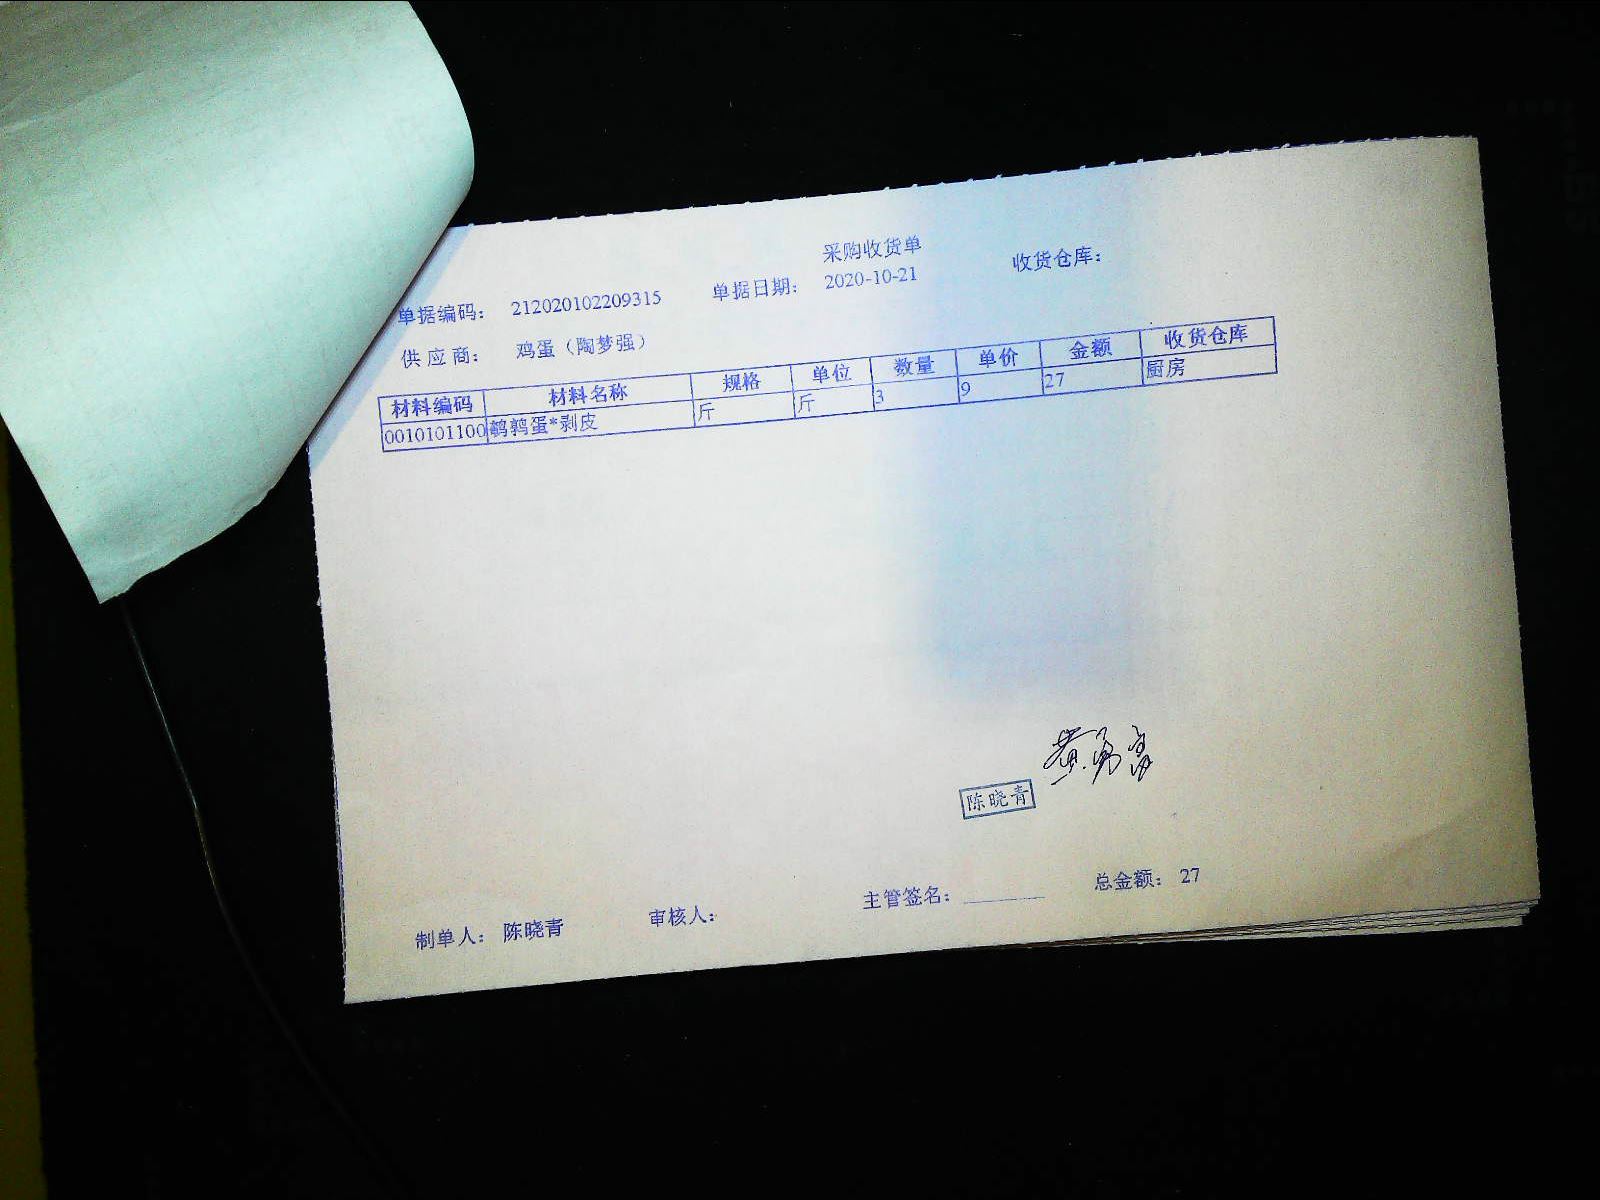 采购收货单
单据编码： 212020102209315 单据日期： 2020-10-21 收货仓库：
供应商： 鸡蛋（陶梦强）
材料编码 材料名称 规格 单位 数量 单价 金额 收货仓库
0010101100 鹌鹑蛋*剥皮 斤 斤 3 9 27 厨房
陈晓青
制单人： 陈晓青 审核人： 主管签名： 总金额： 27